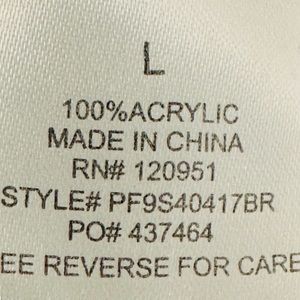 L
100%ACRYLIC
MADE IN CHINA
RN# 120951
STYLE# PF9S40417BR
PO# 437464
EE REVERSE FOR CARE